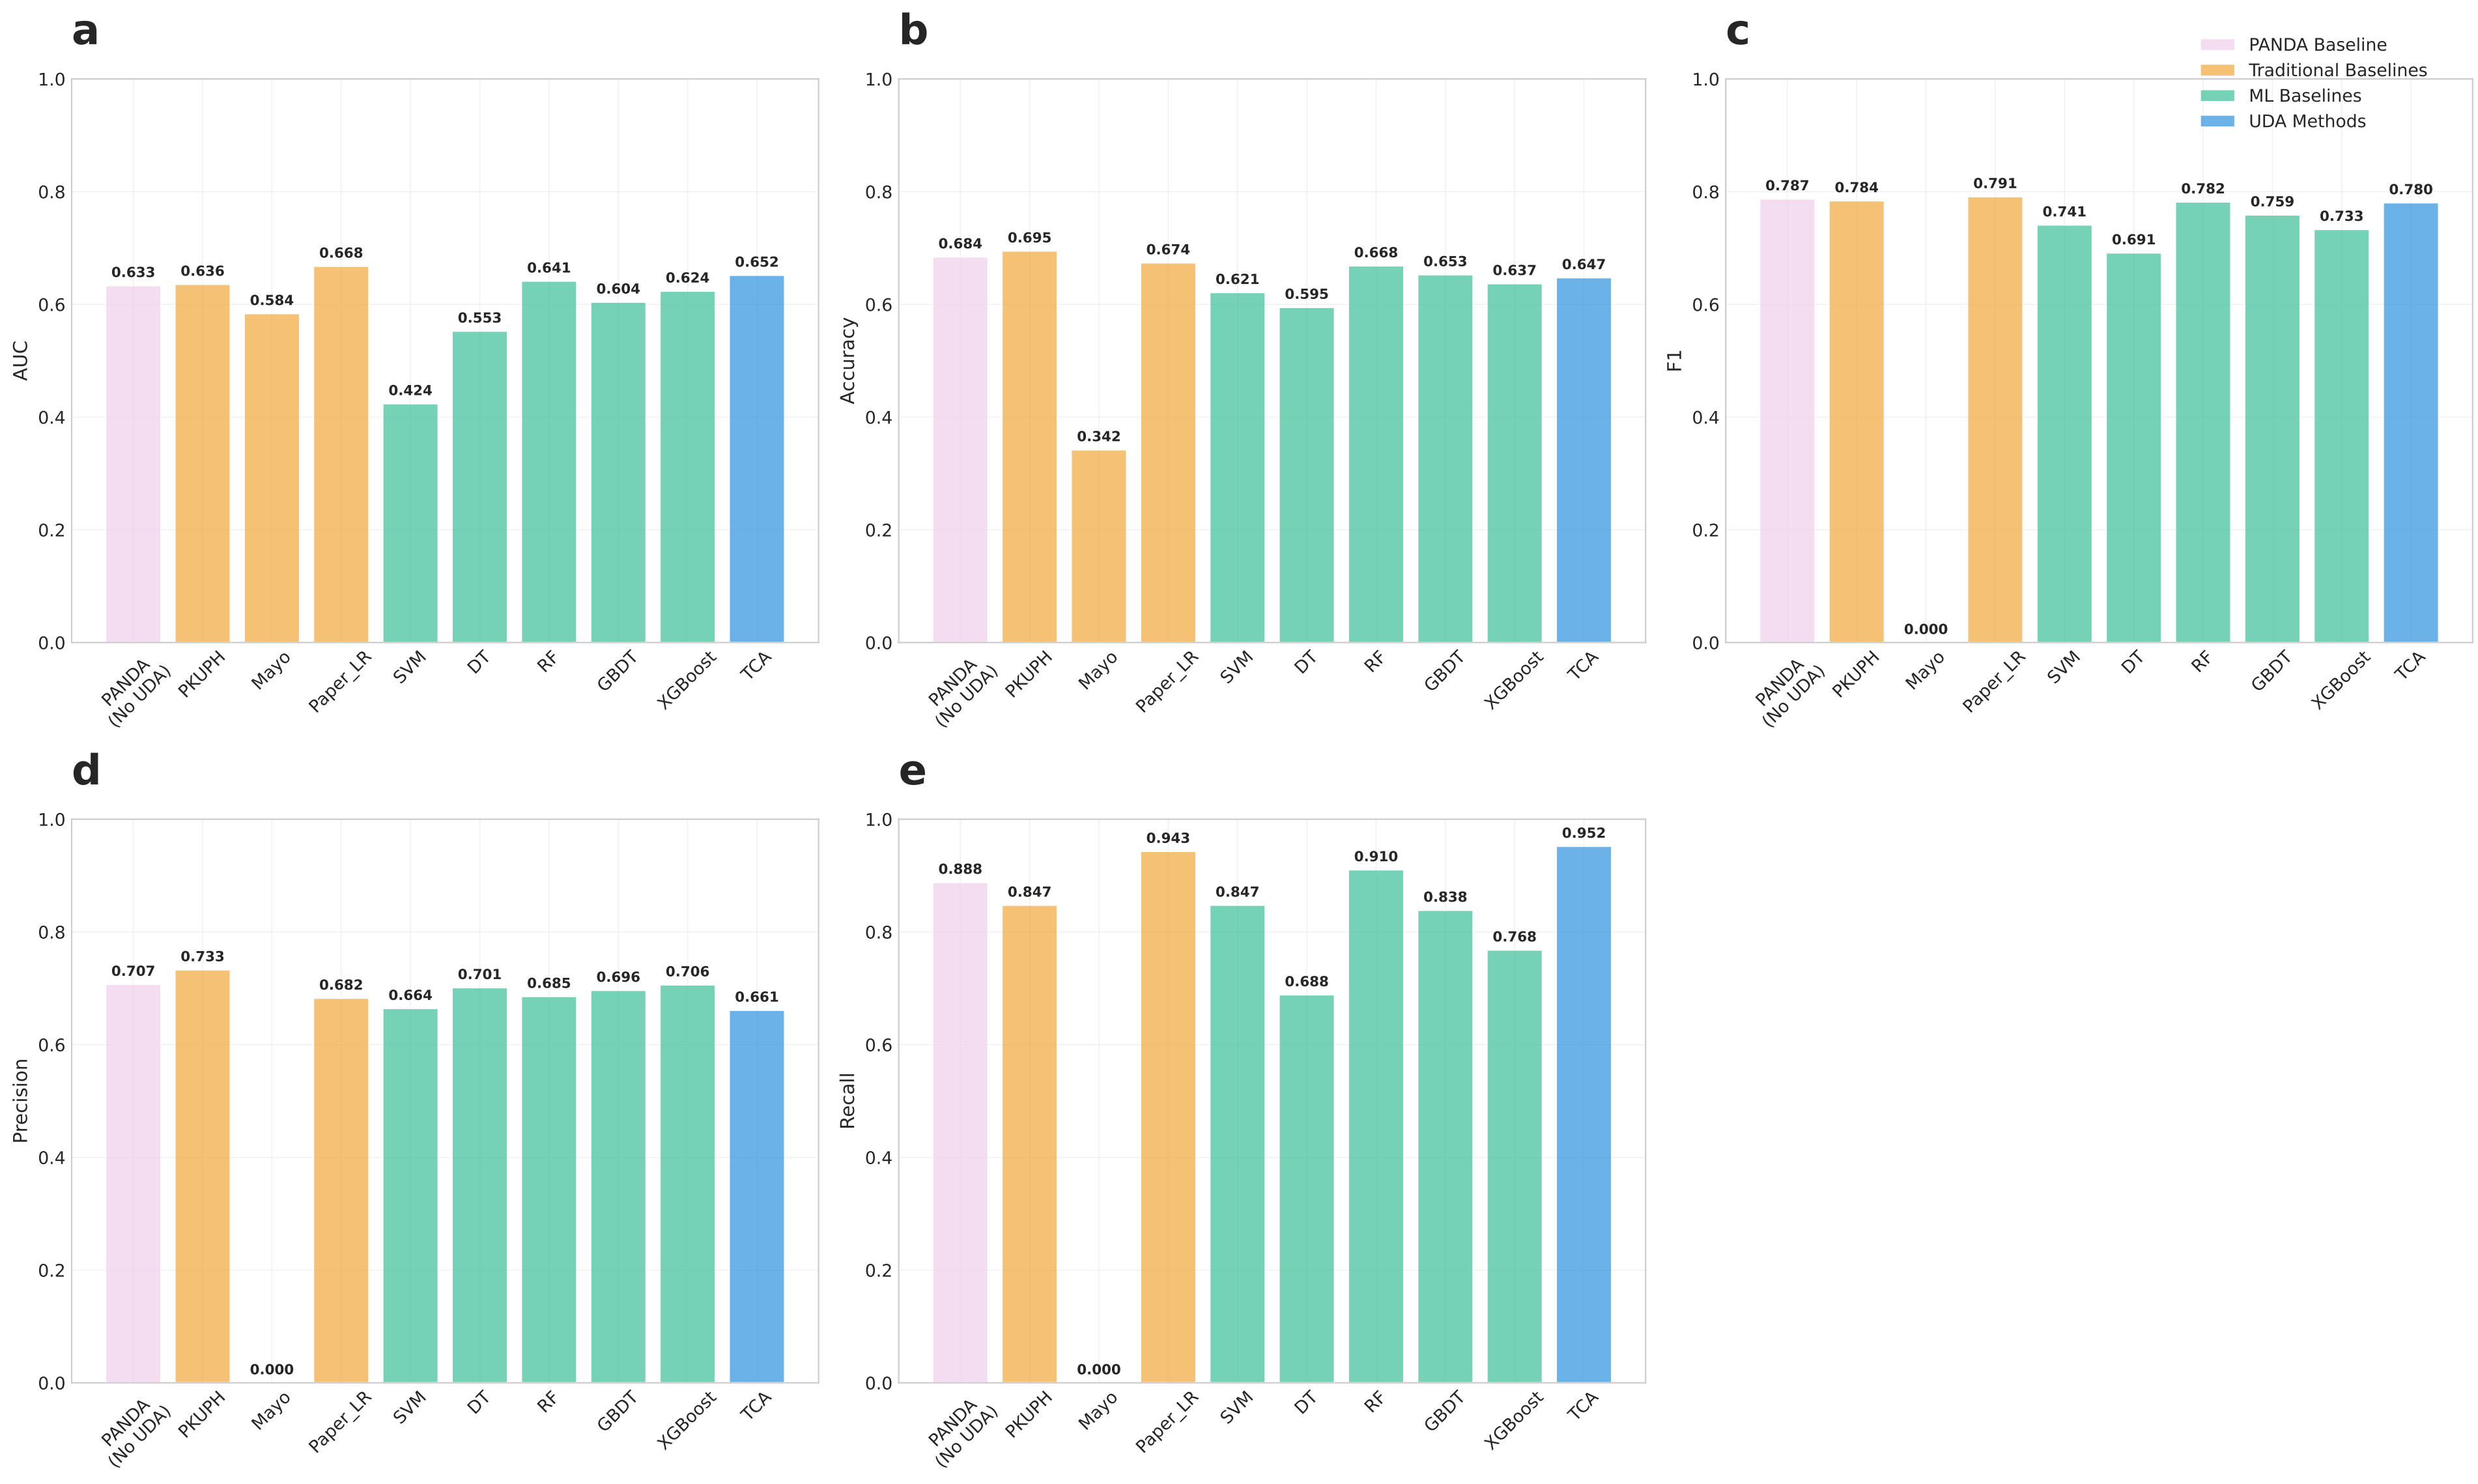 a
1.0
0.8
0.6
0.4
0.2
0.0
AUC
0.633
0.636
0.584
0.668
0.424
0.553
0.641
0.604
0.624
0.652
PANDA
(No UDA)
PKUPH
Mayo
Paper_LR
SVM
DT
RF
GBDT
XGBoost
TCA
b
1.0
0.8
0.6
0.4
0.2
0.0
Accuracy
0.684
0.695
0.342
0.674
0.621
0.595
0.668
0.653
0.637
0.647
PANDA
(No UDA)
PKUPH
Mayo
Paper_LR
SVM
DT
RF
GBDT
XGBoost
TCA
c
PANDA Baseline
Traditional Baselines
ML Baselines
UDA Methods
1.0
0.8
0.6
0.4
0.2
0.0
F1
0.787
0.784
0.000
0.791
0.741
0.691
0.782
0.759
0.733
0.780
PANDA
(No UDA)
PKUPH
Mayo
Paper_LR
SVM
DT
RF
GBDT
XGBoost
TCA
d
1.0
0.8
0.6
0.4
0.2
0.0
Precision
0.707
0.733
0.000
0.682
0.664
0.701
0.685
0.696
0.706
0.661
PANDA
(No UDA)
PKUPH
Mayo
Paper_LR
SVM
DT
RF
GBDT
XGBoost
TCA
e
1.0
0.8
0.6
0.4
0.2
0.0
Recall
0.888
0.847
0.000
0.943
0.847
0.688
0.910
0.838
0.768
0.952
PANDA
(No UDA)
PKUPH
Mayo
Paper_LR
SVM
DT
RF
GBDT
XGBoost
TCA